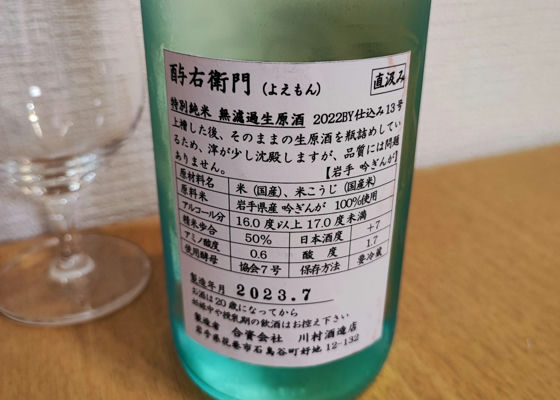 酉与右衛門 (よえもん) 直汲み
特別純米 無濾過生原酒 2022BY仕込み13号
上槽した後、そのままの生原酒を瓶詰めしてい
るため、滓が少し沈殿しますが、品質には問題
ありません。 【岩手 吟ぎんが】
原材料名 米(国産)、米こうじ(国産米)
原料米 岩手県産 吟ぎんが 100%使用
アルコール分 16.0度以上17.0度未満
精米歩合 50% 日本酒度 +7
アミノ酸度 0.6 酸度 1.7
使用酵母 協会7号 保存方法 要冷蔵
製造年月 2023.7
お酒は20歳になってから
妊娠中や授乳期の飲酒はお控え下さい
製造者 合資会社 川村酒造店
岩手県花巻市石鳥谷町好地12-132